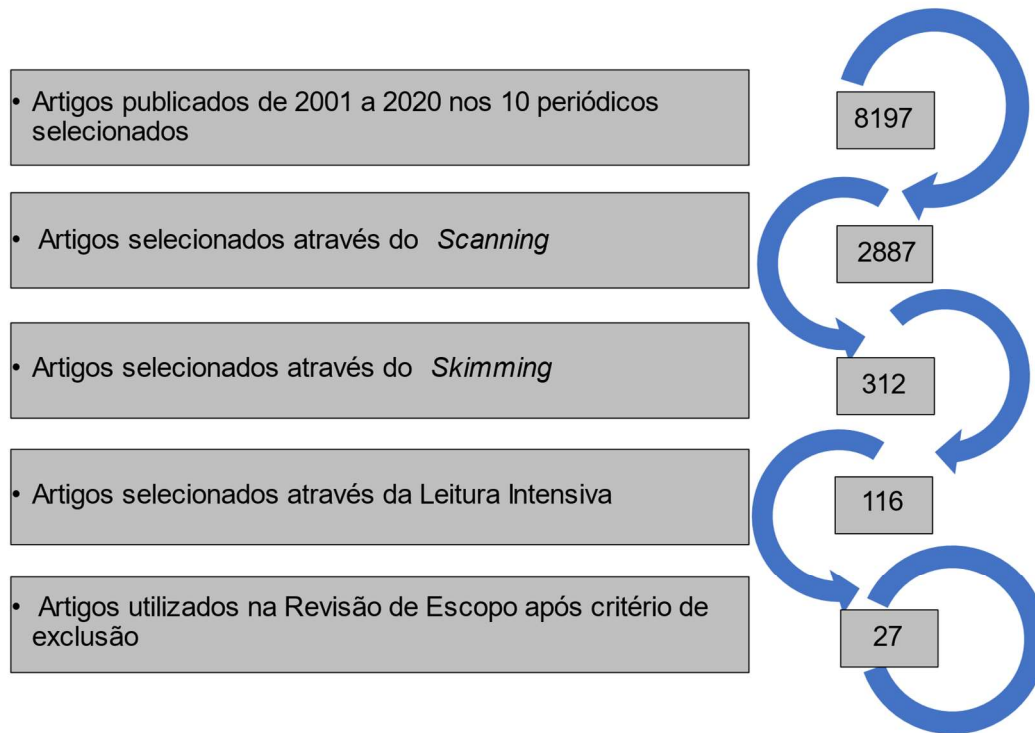 • Artigos publicados de 2001 a 2020 nos 10 periódicos
selecionados
8197
• Artigos selecionados através do Scanning
2887
• Artigos selecionados através do Skimming
312
• Artigos selecionados através da Leitura Intensiva
116
• Artigos utilizados na Revisão de Escopo após critério de
exclusão
27